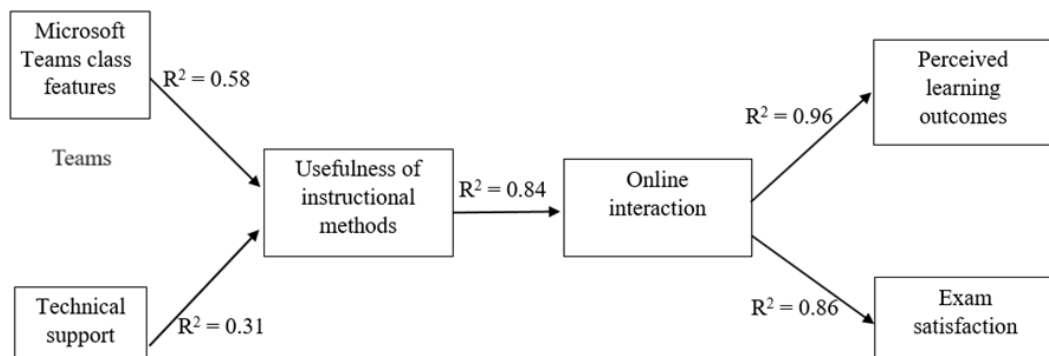 Microsoft
Teams class
features
R² = 0.58
Teams
Technical
support
R² = 0.31
Usefulness of
instructional
methods
R² = 0.84
Online
interaction
R² = 0.96
Perceived
learning
outcomes
R² = 0.86
Exam
satisfaction